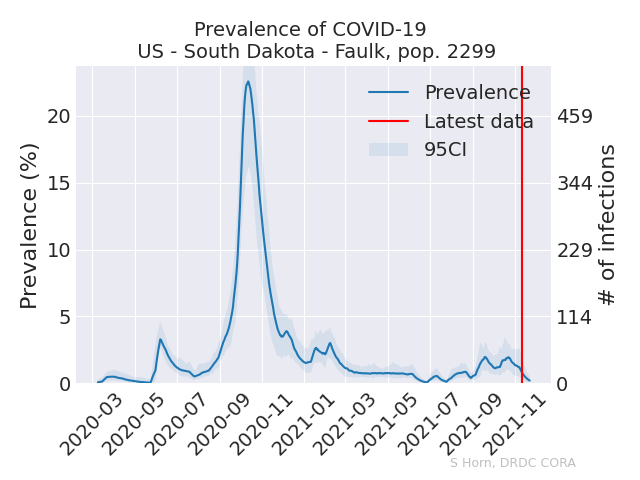 Prevalence of COVID-19
US - South Dakota - Faulk, pop. 2299
Prevalence
Latest data
95CI
Prevalence (%)
20
15
10
5
0
459
344
229
114
0
# of infections
2020-03
2020-05
2020-07
2020-09
2020-11
2021-01
2021-03
2021-05
2021-07
2021-09
2021-11
S Horn, DRDC CORA